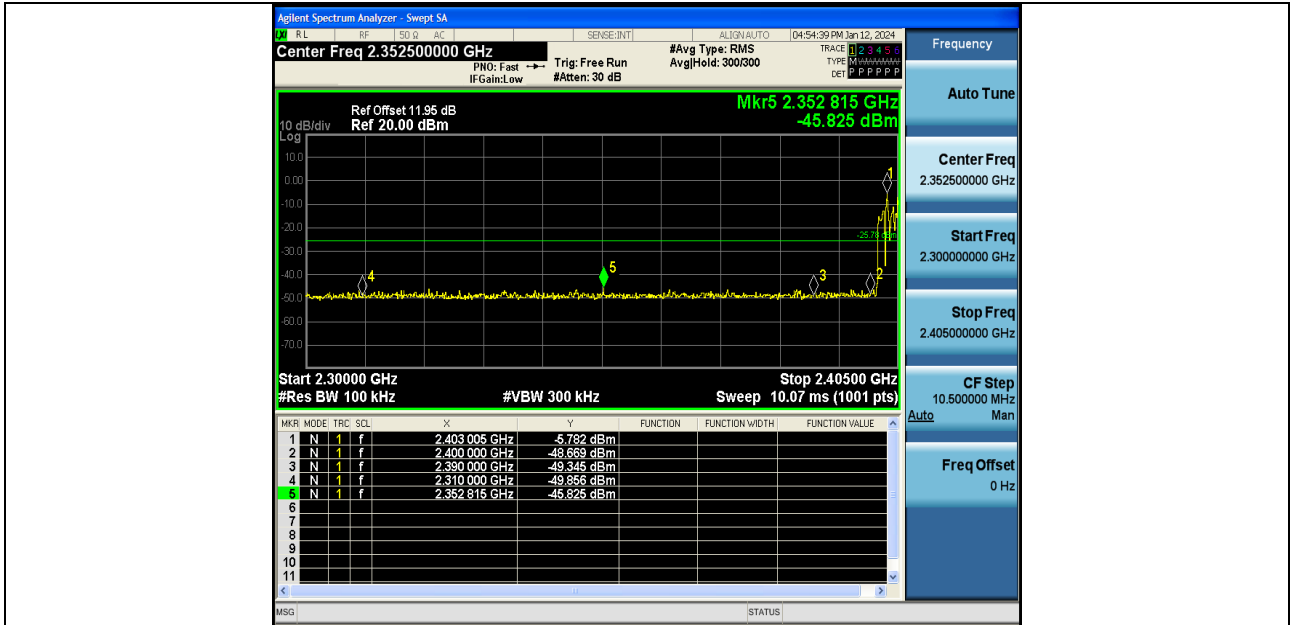 Agilent Spectrum Analyzer - Swept SA
LXI RL RF 50 Ω AC SENSE:INT ALIGN AUTO 04:54:39 PM Jan 12, 2024
Center Freq 2.352500000 GHz
PNO: Fast
IFGain:Low
Trig: Free Run
#Atten: 30 dB
#Avg Type: RMS
Avg|Hold: 300/300
TRACE 1 2 3 4 5 6
TYPE M WWWWW
DET P P P P P P
Mkr5 2.352 815 GHz
-45.825 dBm
Ref Offset 11.95 dB
10 dB/div Ref 20.00 dBm
Log
10.0
0.00
-10.0
-20.0
-30.0
-40.0
-50.0
-60.0
-70.0
1
-25.78 dBm
4
5
3
2
Start 2.30000 GHz Stop 2.40500 GHz
#Res BW 100 kHz #VBW 300 kHz Sweep 10.07 ms (1001 pts)
MKR MODE TRC SCL X Y FUNCTION FUNCTION WIDTH FUNCTION VALUE
1 N 1 f 2.403 005 GHz -5.782 dBm
2 N 1 f 2.400 000 GHz -48.669 dBm
3 N 1 f 2.390 000 GHz -49.345 dBm
4 N 1 f 2.310 000 GHz -49.856 dBm
5 N 1 f 2.352 815 GHz -45.825 dBm
6
7
8
9
10
11
MSG STATUS
Frequency
Auto Tune
Center Freq
2.352500000 GHz
Start Freq
2.300000000 GHz
Stop Freq
2.405000000 GHz
CF Step
10.500000 MHz
Auto Man
Freq Offset
0 Hz